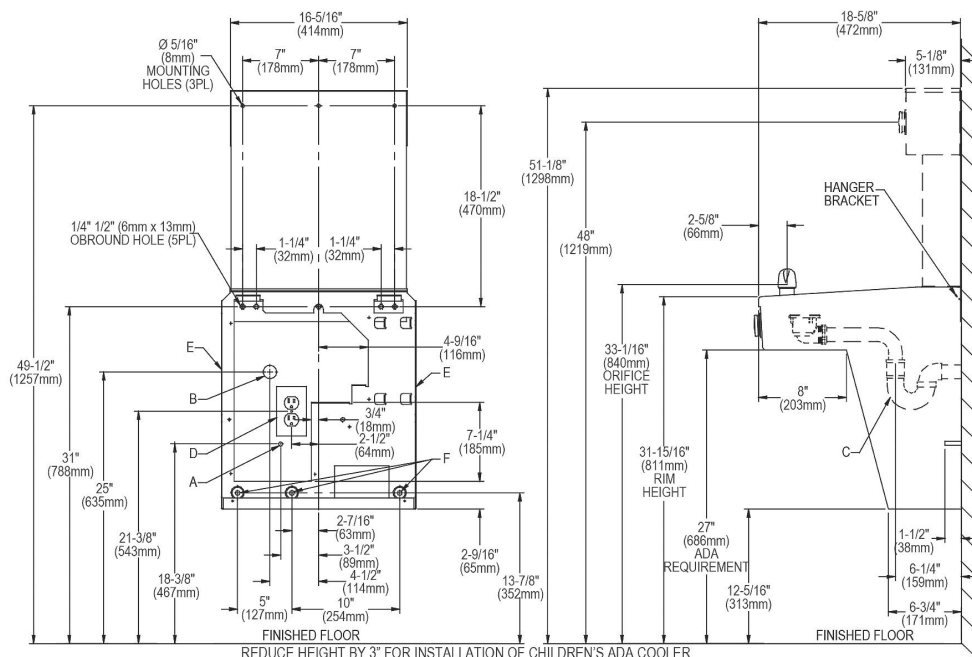 16-5/16"
(414mm)
7"
(178mm)
7"
(178mm)
Ø 5/16"
(8mm)
MOUNTING
HOLES (3PL)
18-1/2"
(470mm)
1/4" 1/2" (6mm x 13mm)
OBROUND HOLE (5PL)
1-1/4"
(32mm)
1-1/4"
(32mm)
49-1/2"
(1257mm)
E
B
D
A
4-9/16"
(116mm)
E
3/4"
(18mm)
2-1/2"
(64mm)
7-1/4"
(185mm)
F
31"
(788mm)
25"
(635mm)
21-3/8"
(543mm)
18-3/8"
(467mm)
2-7/16"
(63mm)
3-1/2"
(89mm)
4-1/2"
(114mm)
2-9/16"
(65mm)
13-7/8"
(352mm)
5"
(127mm)
10"
(254mm)
FINISHED FLOOR
18-5/8"
(472mm)
5-1/8"
(131mm)
51-1/8"
(1298mm)
48"
(1219mm)
HANGER
BRACKET
2-5/8"
(66mm)
33-1/16"
(840mm)
ORIFICE
HEIGHT
8"
(203mm)
31-15/16"
(811mm)
RIM
HEIGHT
C
27"
(686mm)
ADA
REQUIREMENT
12-5/16"
(313mm)
1-1/2"
(38mm)
6-1/4"
(159mm)
6-3/4"
(171mm)
FINISHED FLOOR
REDUCE HEIGHT BY 3" FOR INSTALLATION OF CHILDREN'S ADA COOLER